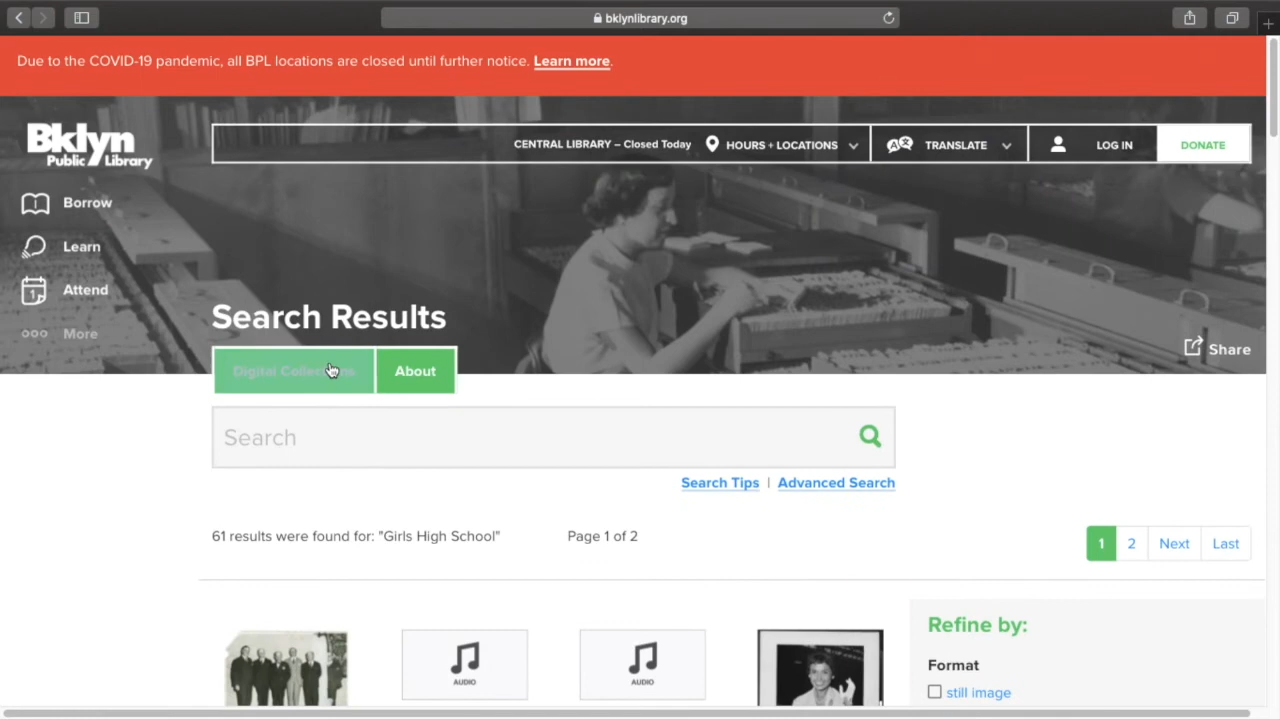 bklynlibrary.org
Due to the COVID-19 pandemic, all BPL locations are closed until further notice. Learn more.
Bklyn
Public Library
CENTRAL LIBRARY – Closed Today
HOURS + LOCATIONS
TRANSLATE
LOG IN
DONATE
Borrow
Learn
Attend
More
Search Results
Share
Digital Collections
About
Search
Search Tips | Advanced Search
61 results were found for: "Girls High School"
Page 1 of 2
1 2 Next Last
Refine by:
Format
still image
AUDIO
AUDIO